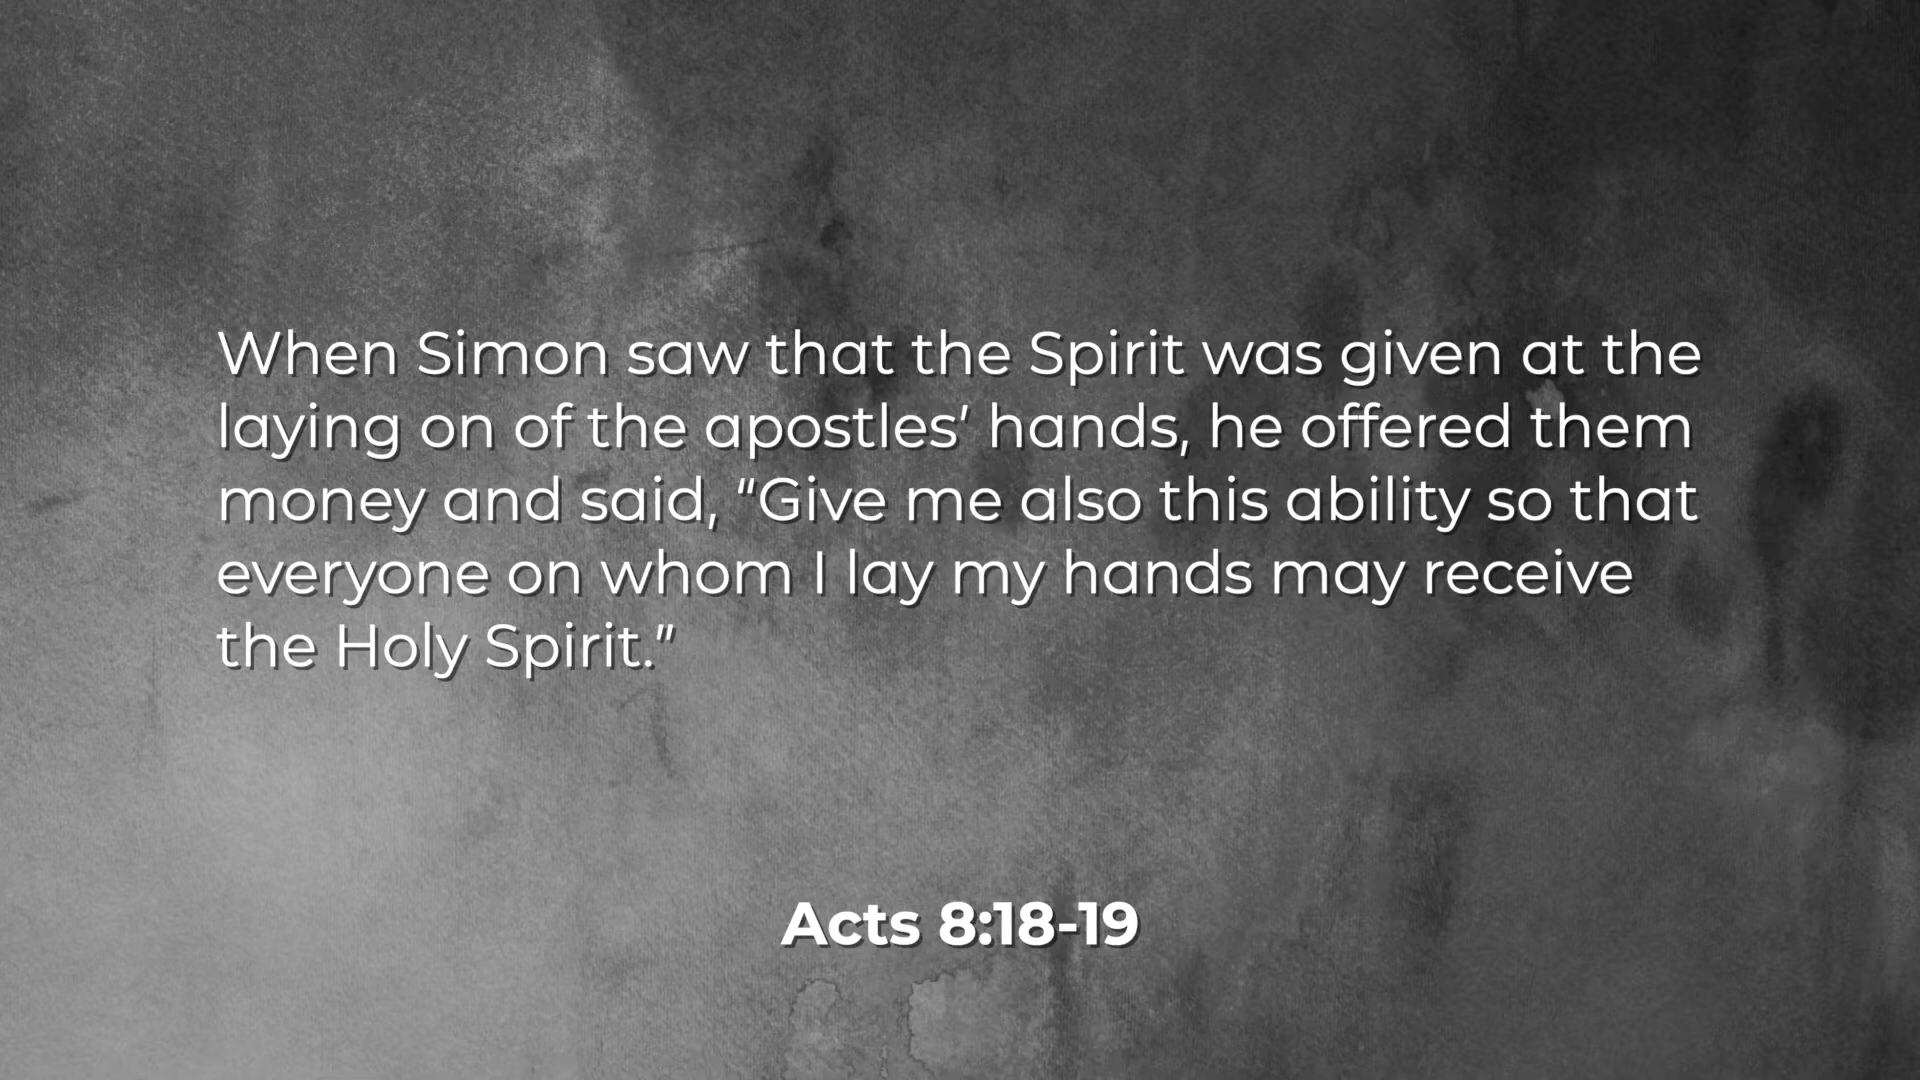 When Simon saw that the Spirit was given at the
laying on of the apostles’ hands, he offered them
money and said, “Give me also this ability so that
everyone on whom I lay my hands may receive
the Holy Spirit.”
Acts 8:18-19